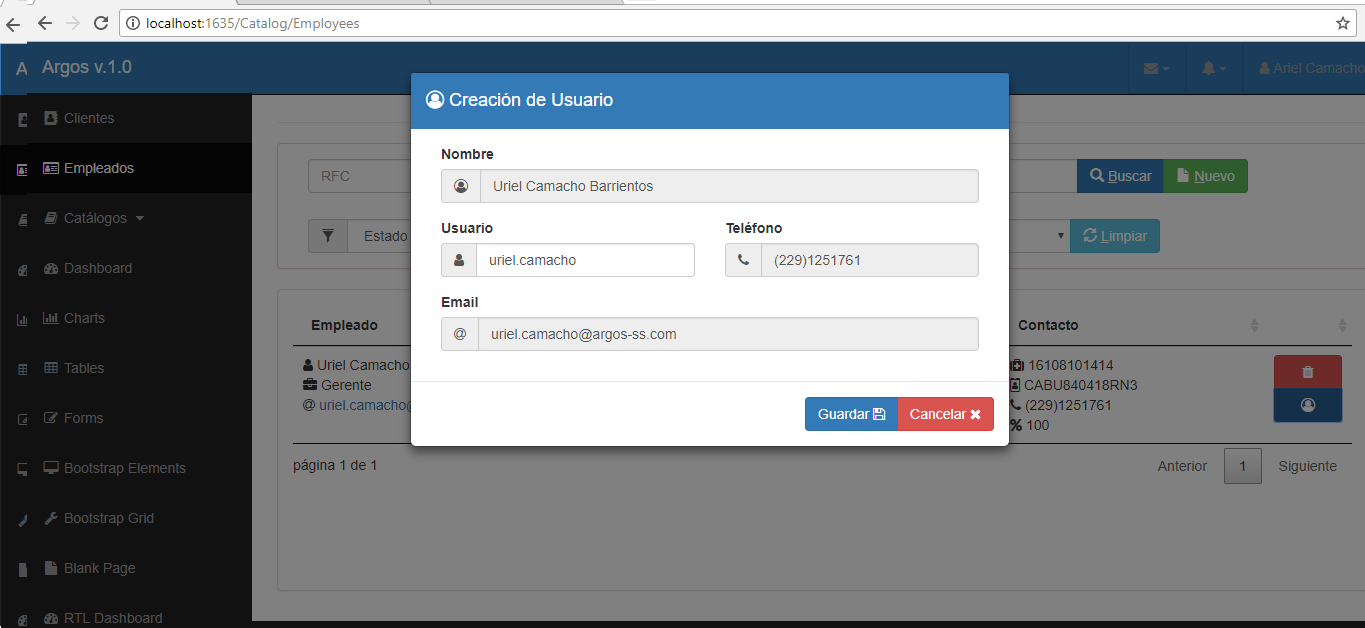 localhost:1635/Catalog/Employees
A Argos v.1.0
Ariel Camacho
Clientes
Empleados
Catálogos
Dashboard
Charts
Tables
Forms
Bootstrap Elements
Bootstrap Grid
Blank Page
RTL Dashboard
RFC
Buscar
Nuevo
Estado
Limpiar
Creación de Usuario
Nombre
Uriel Camacho Barrientos
Usuario
Teléfono
uriel.camacho
(229)1251761
Email
@ uriel.camacho@argos-ss.com
Guardar
Cancelar
Empleado
Contacto
Uriel Camacho
Gerente
@ uriel.camacho@
16108101414
CABU840418RN3
(229)1251761
% 100
página 1 de 1
Anterior 1 Siguiente